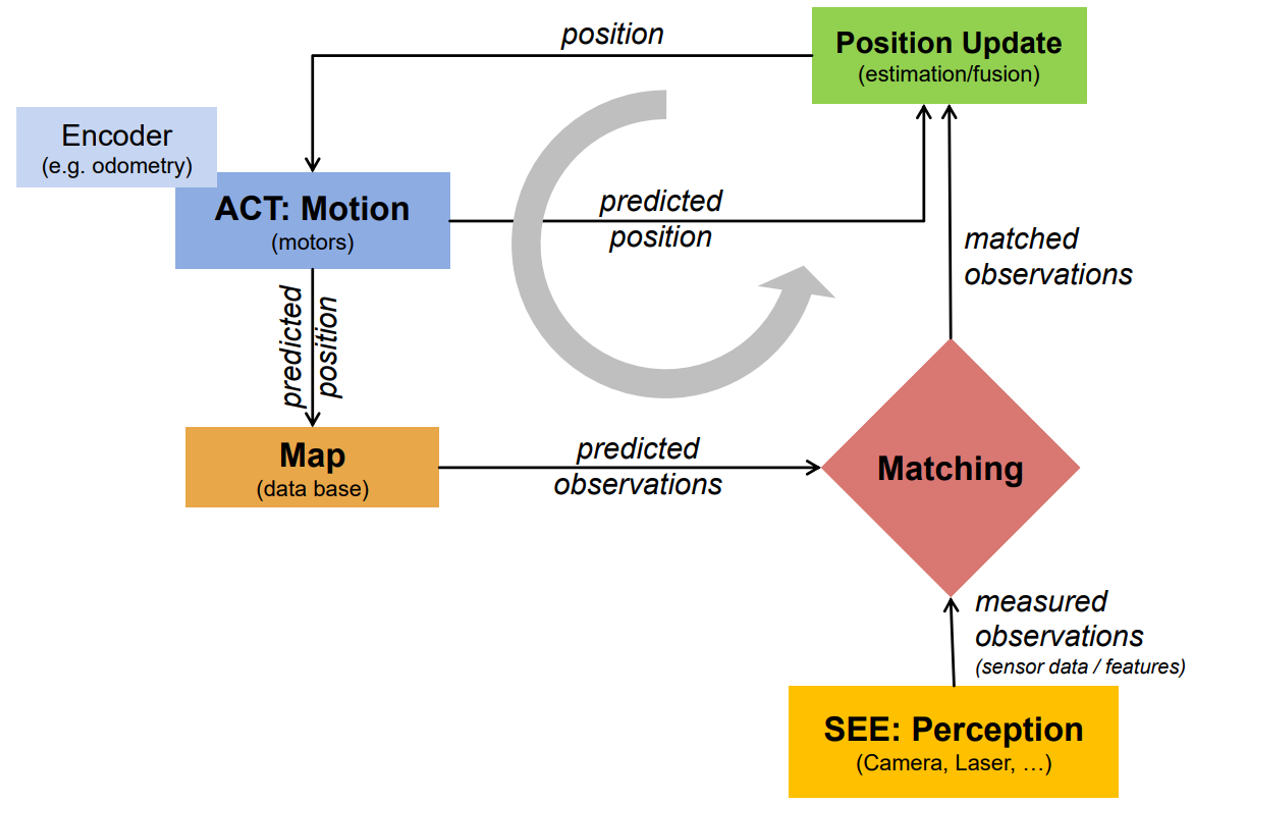 position
Position Update
(estimation/fusion)
Encoder
(e.g. odometry)
ACT: Motion
(motors)
predicted
position
matched
observations
predicted
position
Map
(data base)
predicted
observations
Matching
measured
observations
(sensor data / features)
SEE: Perception
(Camera, Laser, …)